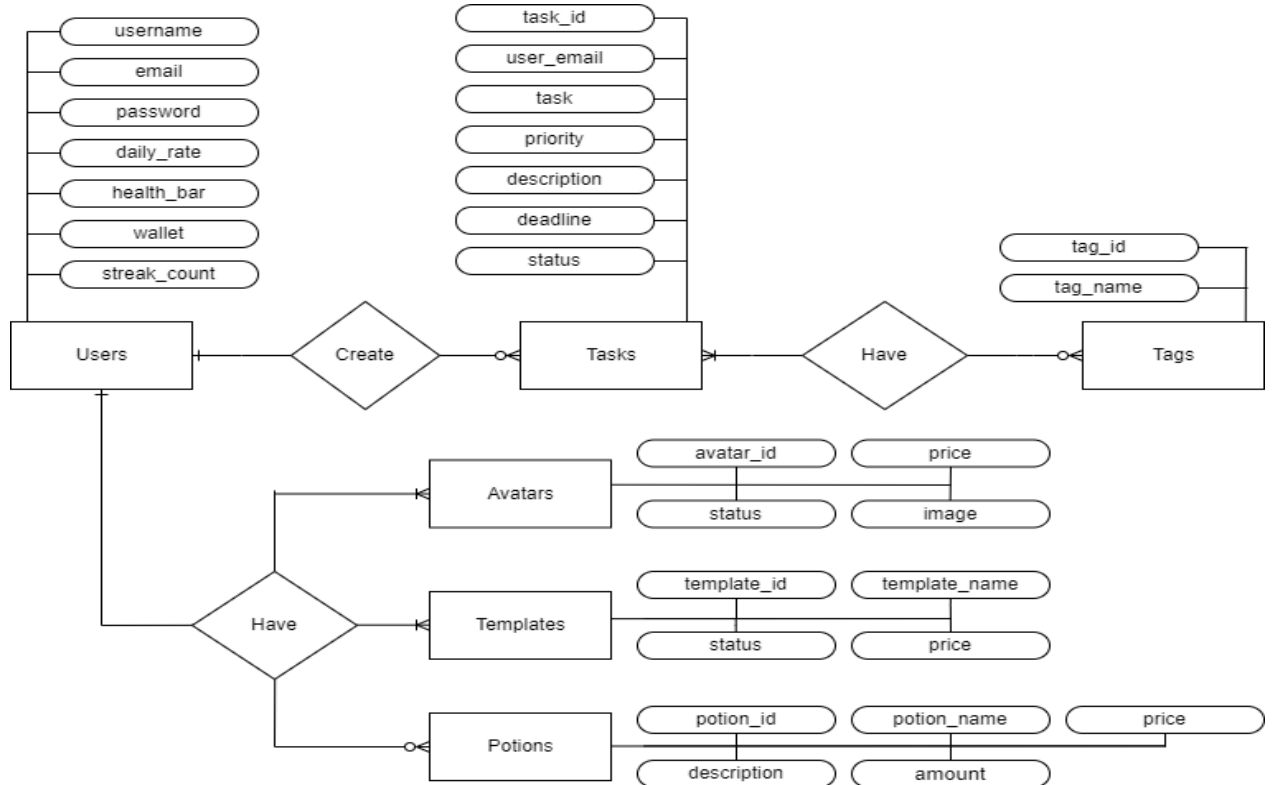 username
email
password
daily_rate
health_bar
wallet
streak_count
task_id
user_email
task
priority
description
deadline
status
tag_id
tag_name
Users
Create
Tasks
Have
Tags
Avatars
avatar_id
price
status
image
Have
Templates
template_id
template_name
status
price
Potions
potion_id
potion_name
price
description
amount